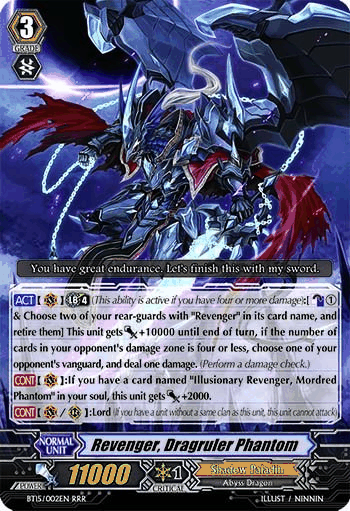 3
GRADE
You have great endurance. Let's finish this with my sword.
ACT [ ] LB 4 (This ability is active if you have four or more damage):[ 1
& Choose two of your rear-guards with "Revenger" in its card name, and
retire them] This unit gets +10000 until end of turn, if the number of
cards in your opponent's damage zone is four or less, choose one of
your opponent's vanguard, and deal one damage. (Perform a damage check.)
CONT [ ]:If you have a card named "Illusionary Revenger, Mordred
Phantom" in your soul, this unit gets +2000.
CONT [ / ]:Lord (If you have a unit without a same clan as this unit, this unit cannot attack)
NORMAL
UNIT
Revenger, Dragruler Phantom
POWER
11000
1
CRITICAL
Shadow Paladin
Abyss Dragon
BT15/002EN RRR
ILLUST / NINNIN